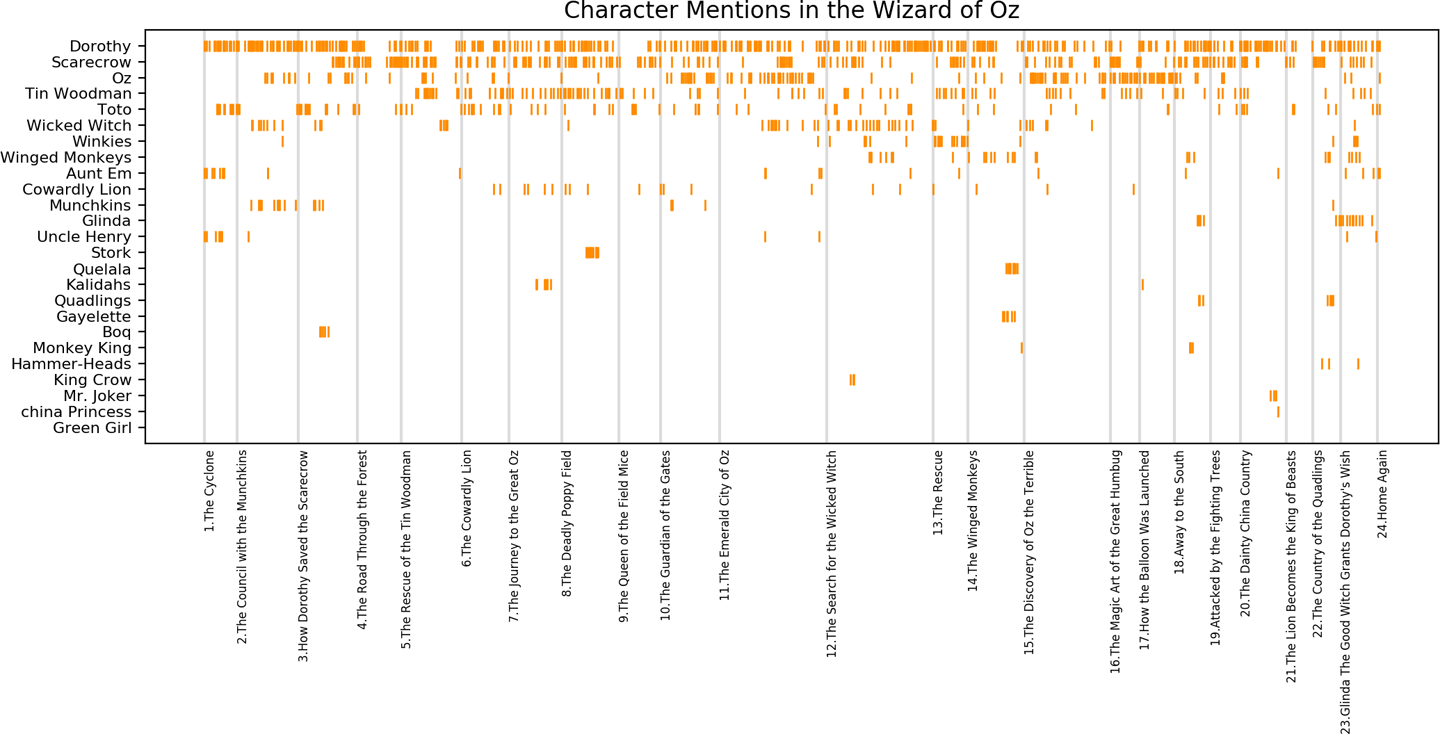 Character Mentions in the Wizard of Oz
Dorothy
Scarecrow
Oz
Tin Woodman
Toto
Wicked Witch
Winkies
Winged Monkeys
Aunt Em
Cowardly Lion
Munchkins
Glinda
Uncle Henry
Stork
Quelala
Kalidahs
Quadlings
Gayelette
Boq
Monkey King
Hammer-Heads
King Crow
Mr. Joker
china Princess
Green Girl
1.The Cyclone
2.The Council with the Munchkins
3.How Dorothy Saved the Scarecrow
4.The Road Through the Forest
5.The Rescue of the Tin Woodman
6.The Cowardly Lion
7.The Journey to the Great Oz
8.The Deadly Poppy Field
9.The Queen of the Field Mice
10.The Guardian of the Gates
11.The Emerald City of Oz
12.The Search for the Wicked Witch
13.The Rescue
14.The Winged Monkeys
15.The Discovery of Oz the Terrible
16.The Magic Art of the Great Humbug
17.How the Balloon Was Launched
18.Away to the South
19.Attacked by the Fighting Trees
20.The Dainty China Country
21.The Lion Becomes the King of Beasts
22.The Country of the Quadlings
23.Glinda The Good Witch Grants Dorothy's Wish
24.Home Again